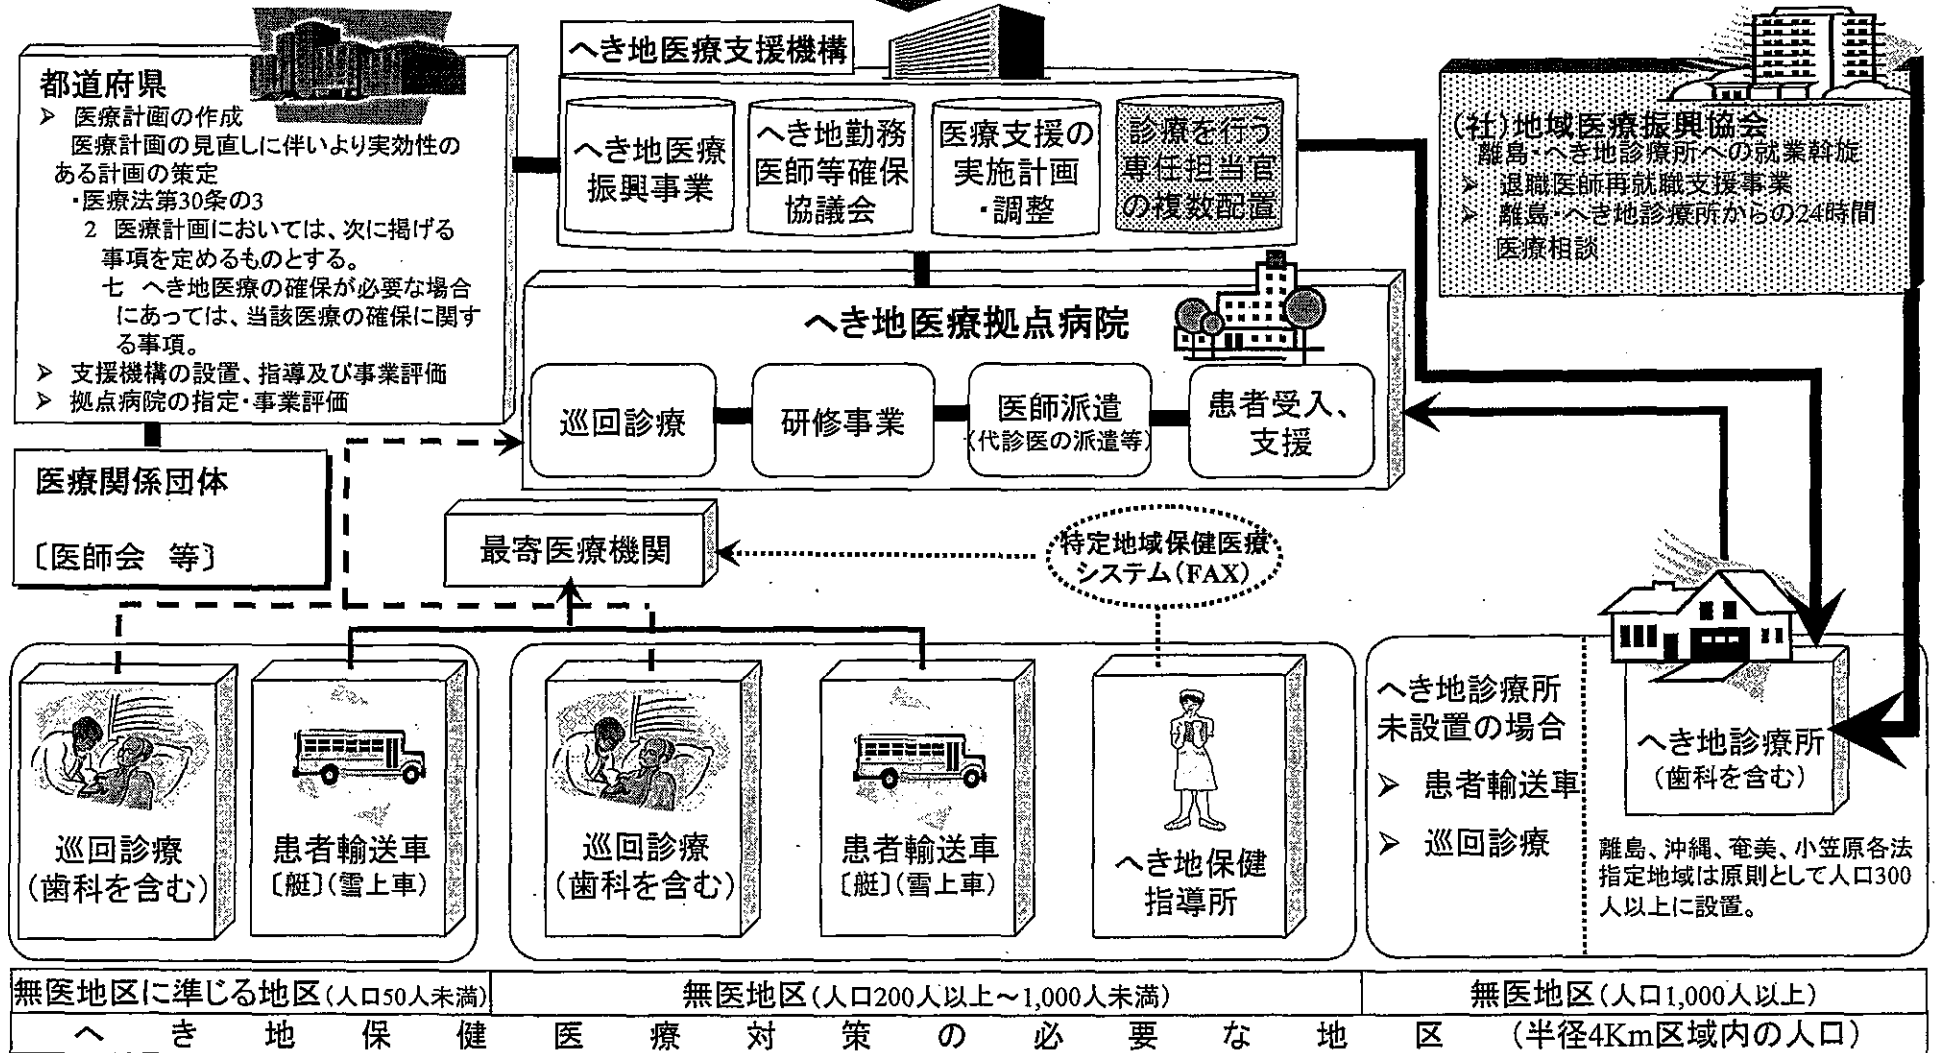 都道府県
➢ 医療計画の作成
医療計画の見直しに伴いより実効性の
ある計画の策定
・医療法第30条の3
2 医療計画においては、次に掲げる
事項を定めるものとする。
七 へき地医療の確保が必要な場合
にあっては、当該医療の確保に関す
る事項。
➢ 支援機構の設置、指導及び事業評価
➢ 拠点病院の指定・事業評価
医療関係団体
〔医師会 等〕
へき地医療支援機構
へき地医療
振興事業
へき地勤務
医師等確保
協議会
医療支援の
実施計画
・調整
診療を行う
専任担当官
の複数配置
(社)地域医療振興協会
離島・へき地診療所への就業斡旋
➢ 退職医師再就職支援事業
➢ 離島・へき地診療所からの24時間
医療相談
へき地医療拠点病院
巡回診療
研修事業
医師派遣
(代診医の派遣等)
患者受入、
支援
最寄医療機関
特定地域保健医療
システム(FAX)
巡回診療
(歯科を含む)
患者輸送車
〔艇〕(雪上車)
巡回診療
(歯科を含む)
患者輸送車
〔艇〕(雪上車)
へき地保健
指導所
へき地診療所
未設置の場合
➢ 患者輸送車
➢ 巡回診療
へき地診療所
(歯科を含む)
離島、沖縄、奄美、小笠原各法
指定地域は原則として人口300
人以上に設置。
無医地区に準じる地区(人口50人未満)
無医地区(人口200人以上～1,000人未満)
無医地区(人口1,000人以上)
へき地保健医療対策の必要な地区 (半径4Km区域内の人口)